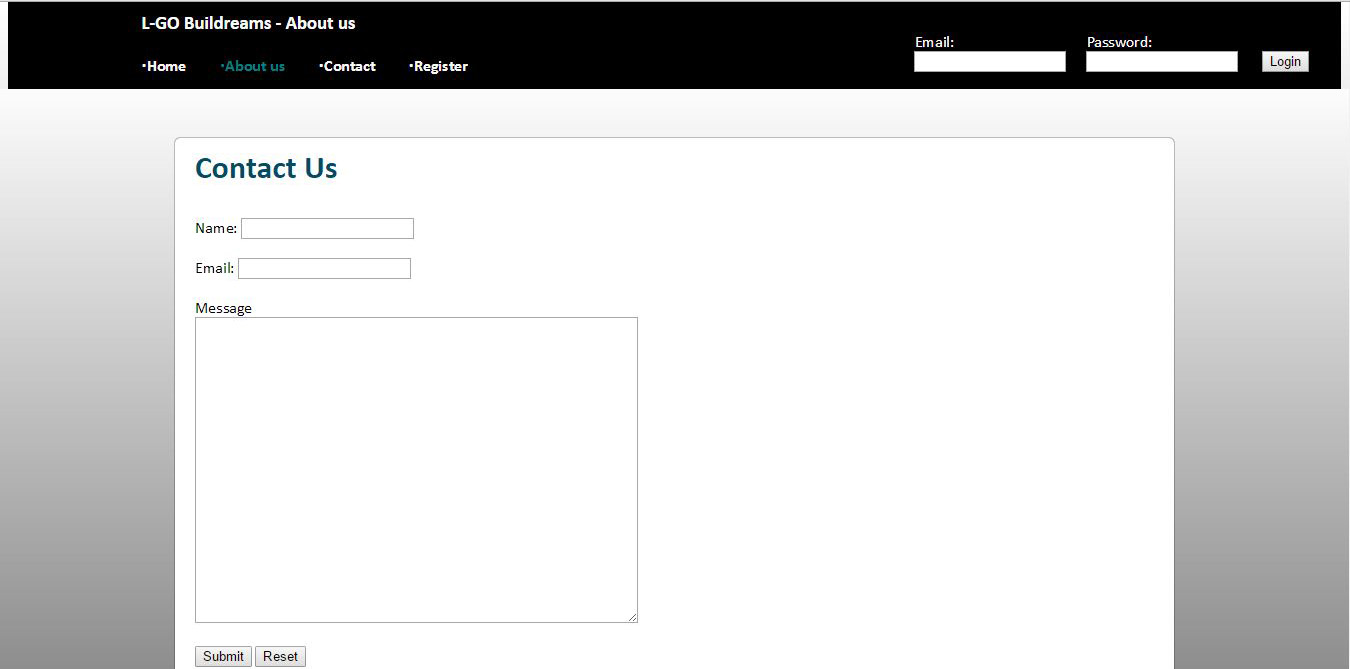 L-GO Buildreams - About us
Email: Password:
·Home ·About us ·Contact ·Register
Login
Contact Us
Name:
Email:
Message
Submit Reset